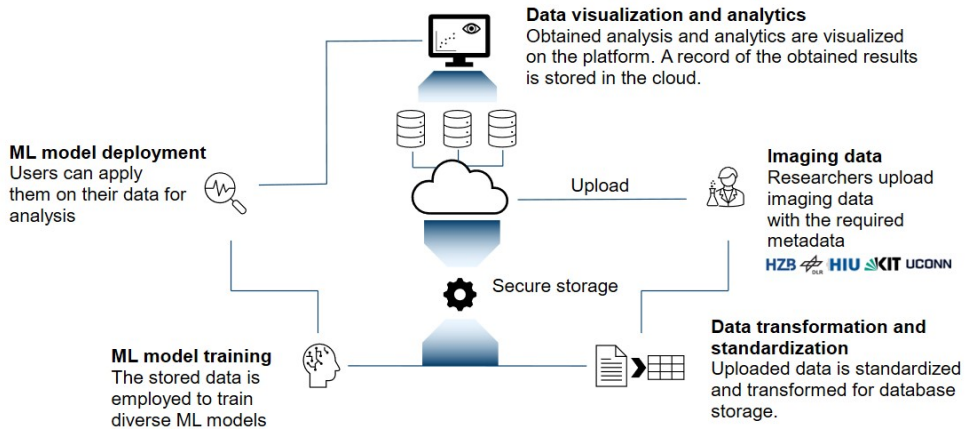 Data visualization and analytics
Obtained analysis and analytics are visualized
on the platform. A record of the obtained results
is stored in the cloud.
ML model deployment
Users can apply
them on their data for
analysis
Upload
Imaging data
Researchers upload
imaging data
with the required
metadata
HZB DLR HIU KIT UCONN
Secure storage
ML model training
The stored data is
employed to train
diverse ML models
Data transformation and
standardization
Uploaded data is standardized
and transformed for database
storage.